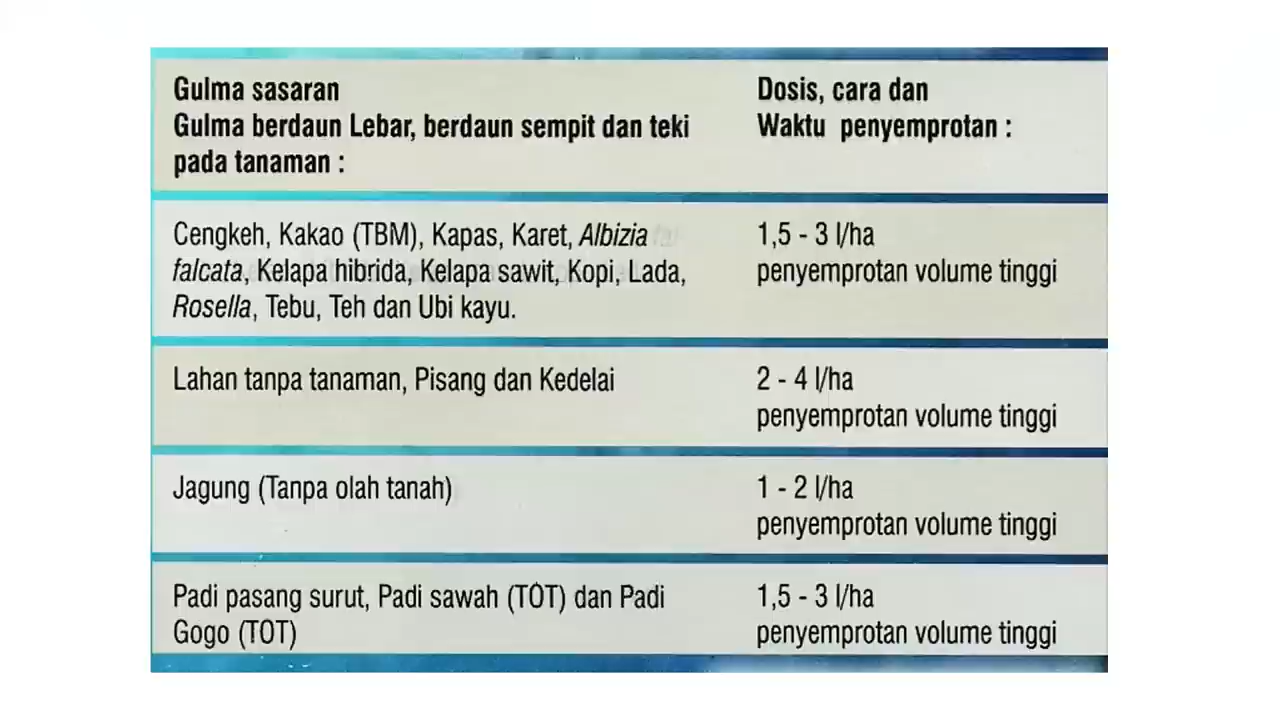 Gulma sasaran
Gulma berdaun Lebar, berdaun sempit dan teki
pada tanaman :
Dosis, cara dan
Waktu penyemprotan :
Cengkeh, Kakao (TBM), Kapas, Karet, Albizia
falcata, Kelapa hibrida, Kelapa sawit, Kopi, Lada,
Rosella, Tebu, Teh dan Ubi kayu.
1,5 - 3 l/ha
penyemprotan volume tinggi
Lahan tanpa tanaman, Pisang dan Kedelai
2 - 4 l/ha
penyemprotan volume tinggi
Jagung (Tanpa olah tanah)
1 - 2 l/ha
penyemprotan volume tinggi
Padi pasang surut, Padi sawah (TOT) dan Padi
Gogo (TOT)
1,5 - 3 l/ha
penyemprotan volume tinggi